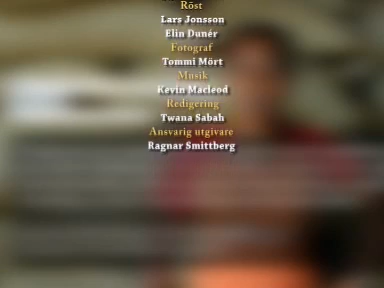 Röst
Lars Jonsson
Elin Dunér
Fotograf
Tommi Mört
Musik
Kevin Macleod
Redigering
Twana Sabah
Ansvarig utgivare
Ragnar Smittberg